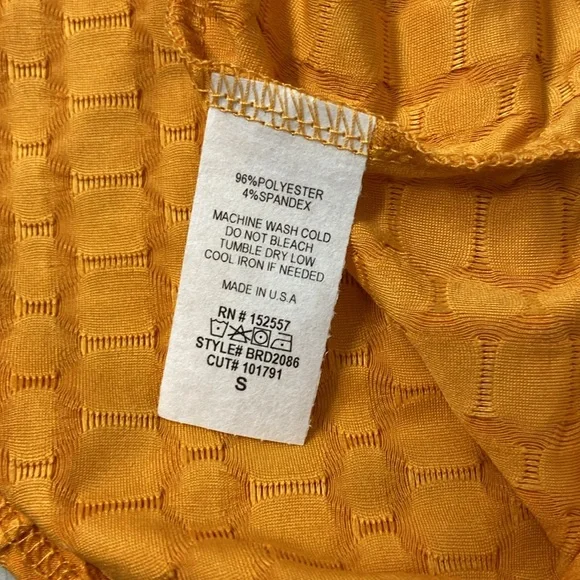 96%POLYESTER
4%SPANDEX
MACHINE WASH COLD
DO NOT BLEACH
TUMBLE DRY LOW
COOL IRON IF NEEDED
MADE IN U.S.A
RN # 152557
STYLE# BRD2086
CUT# 101791
S